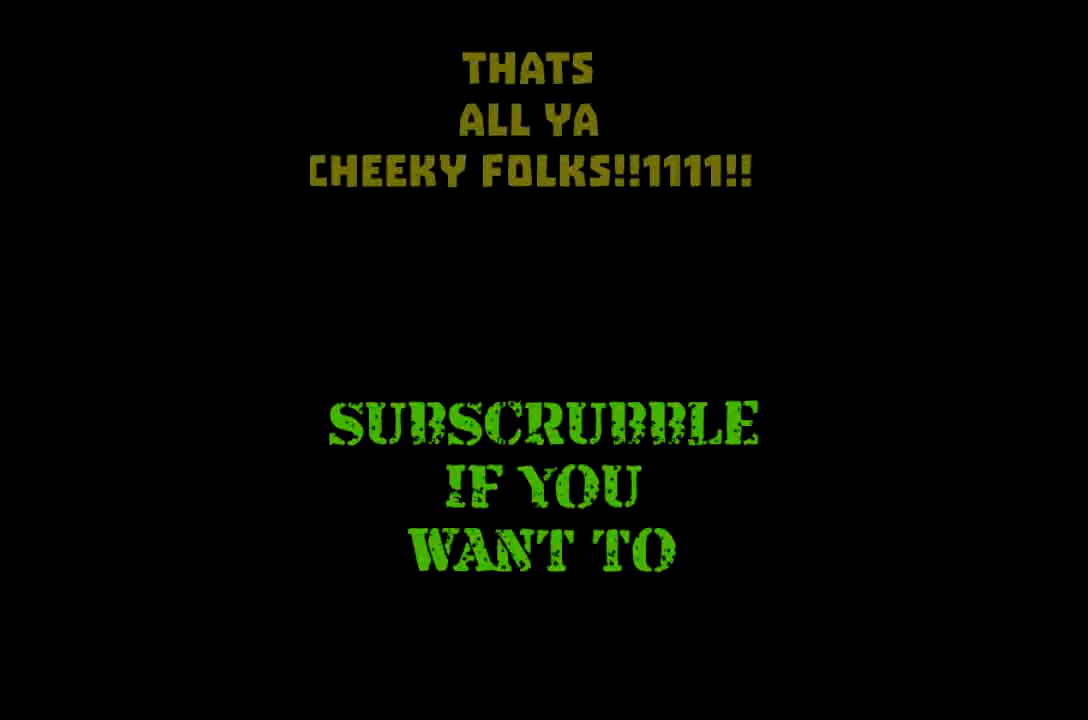 THATS
ALL YA
CHEEKY FOLKS!!1111!!
SUBSCRUBBLE
IF YOU
WANT TO